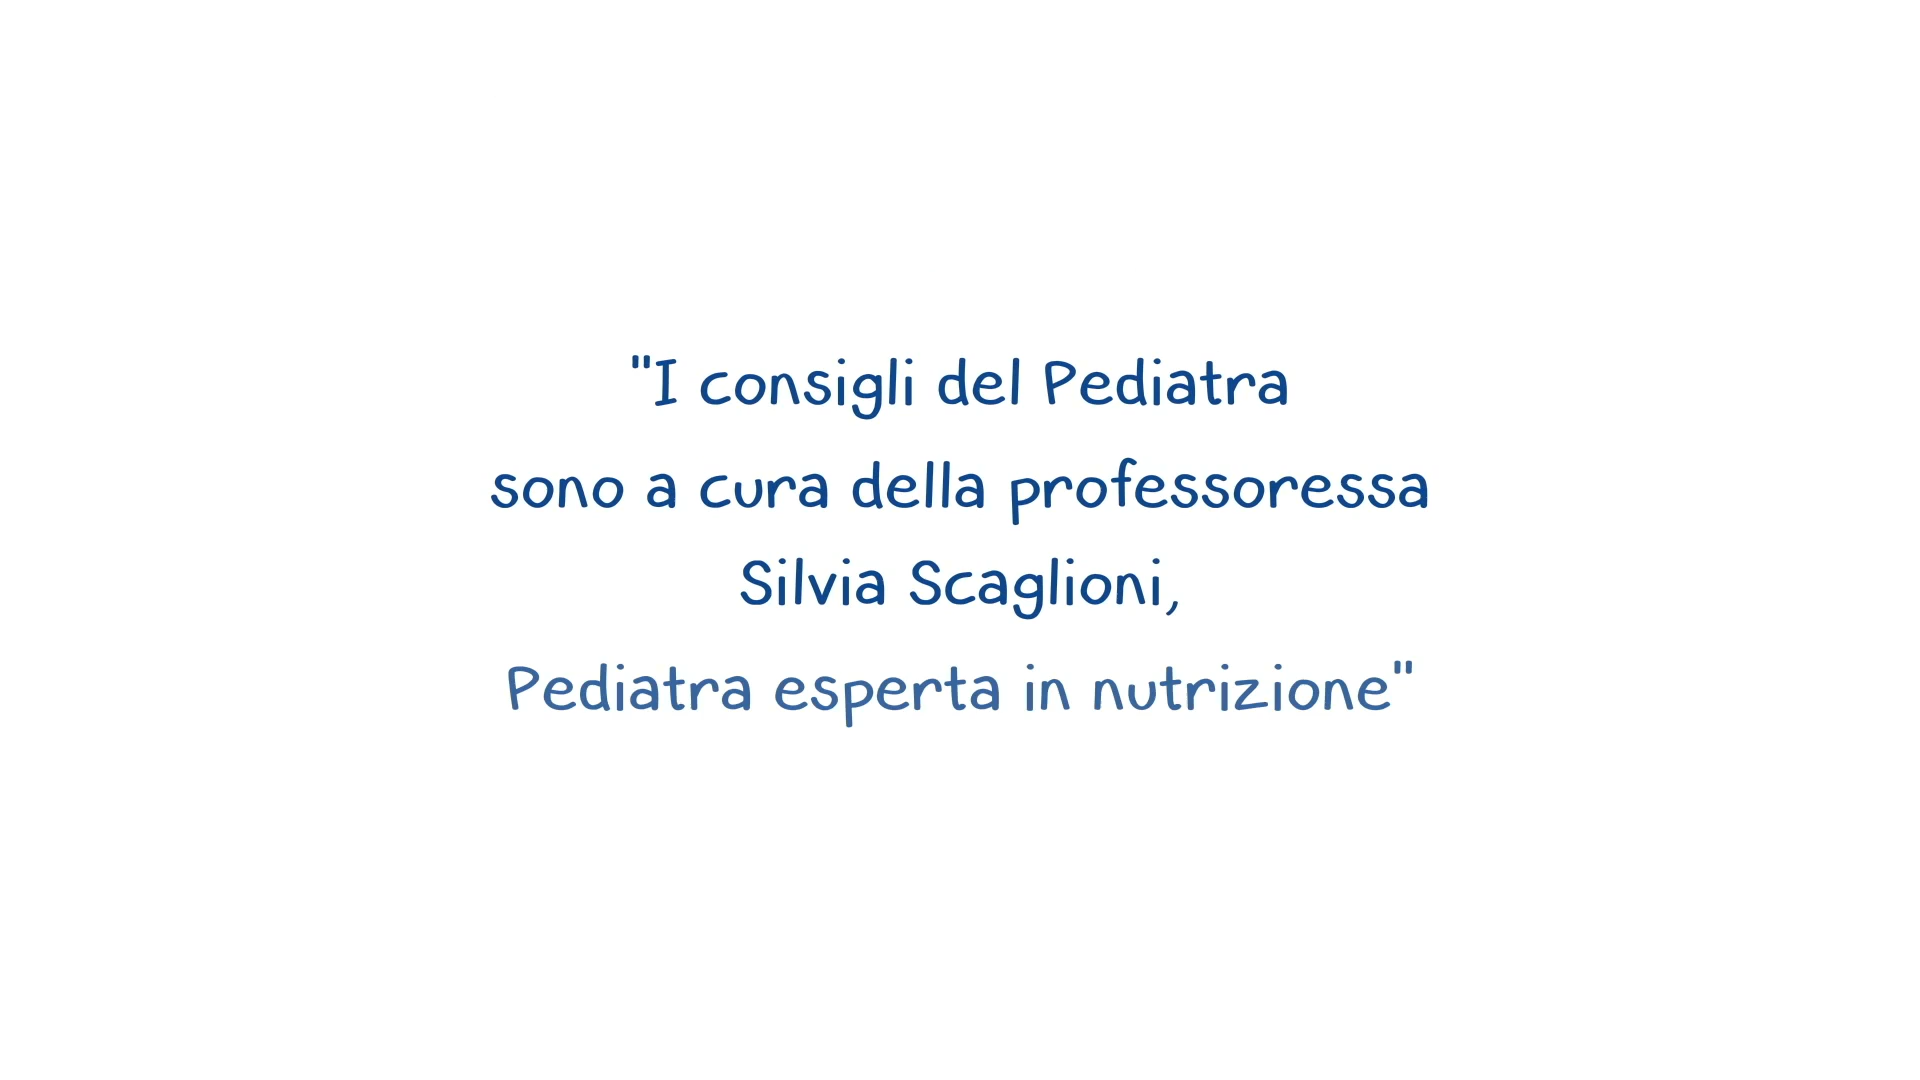 "I consigli del Pediatra
sono a cura della professoressa
Silvia Scaglioni,
Pediatra esperta in nutrizione"